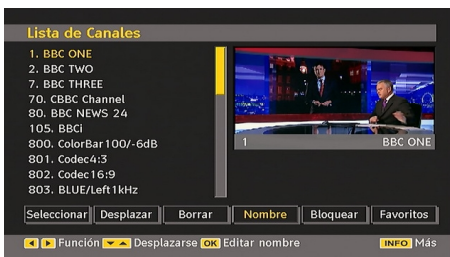 Lista de Canales
1. BBC ONE
2. BBC TWO
7. BBC THREE
70. CBBC Channel
80. BBC NEWS 24
105. BBCi
800. ColorBar100/-6dB
801. Codec4:3
802. Codec16:9
803. BLUE/Left1kHz
1 BBC ONE
Seleccionar Desplazar Borrar Nombre Bloquear Favoritos
Función Desplazarse OK Editar nombre INFO Más